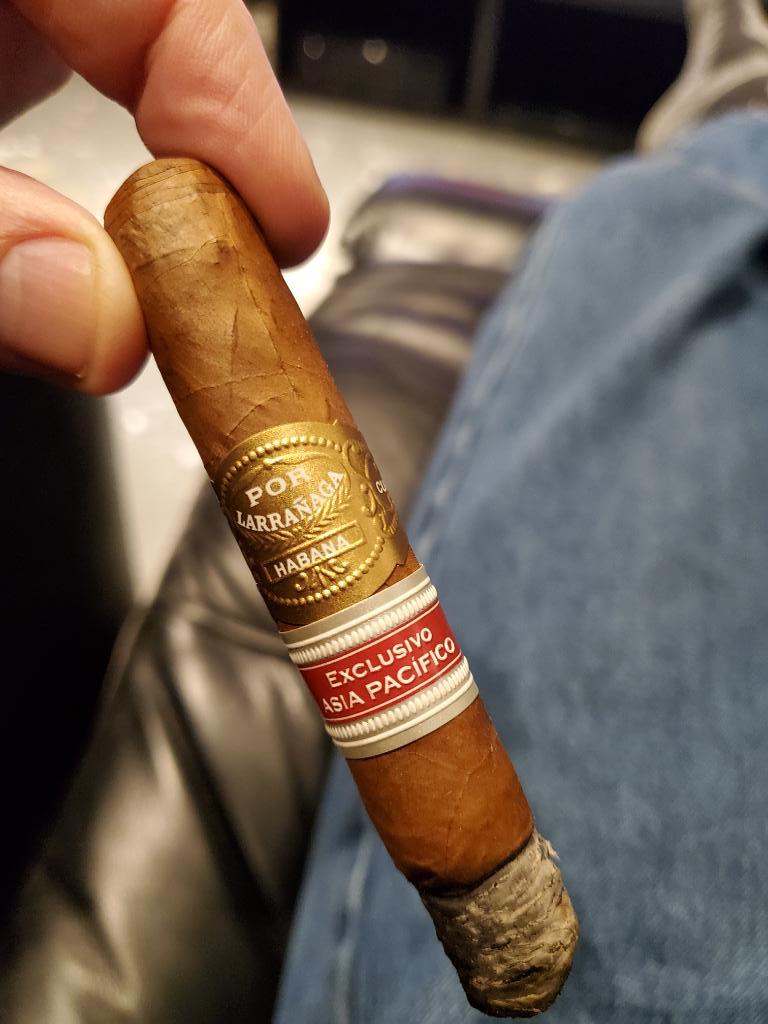 POR
LARRAÑAGA
HABANA
EXCLUSIVO
ASIA PACÍFICO